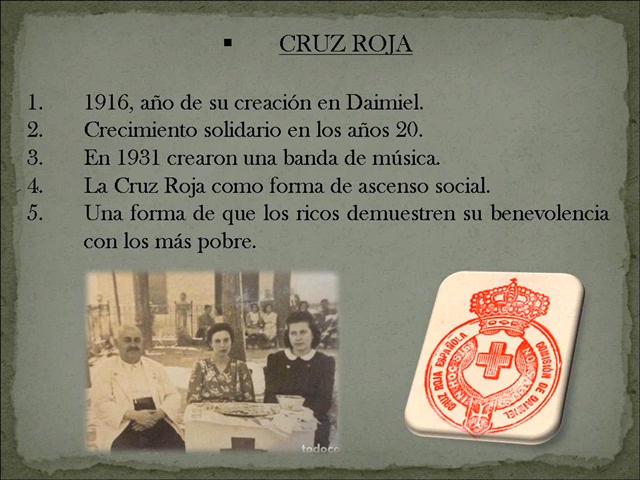 ▪ CRUZ ROJA
1. 1916, año de su creación en Daimiel.
2. Crecimiento solidario en los años 20.
3. En 1931 crearon una banda de música.
4. La Cruz Roja como forma de ascenso social.
5. Una forma de que los ricos demuestren su benevolencia
con los más pobre.
CRUZ ROJA ESPAÑOLA
COMISIÓN DE DAIMIEL
todoco